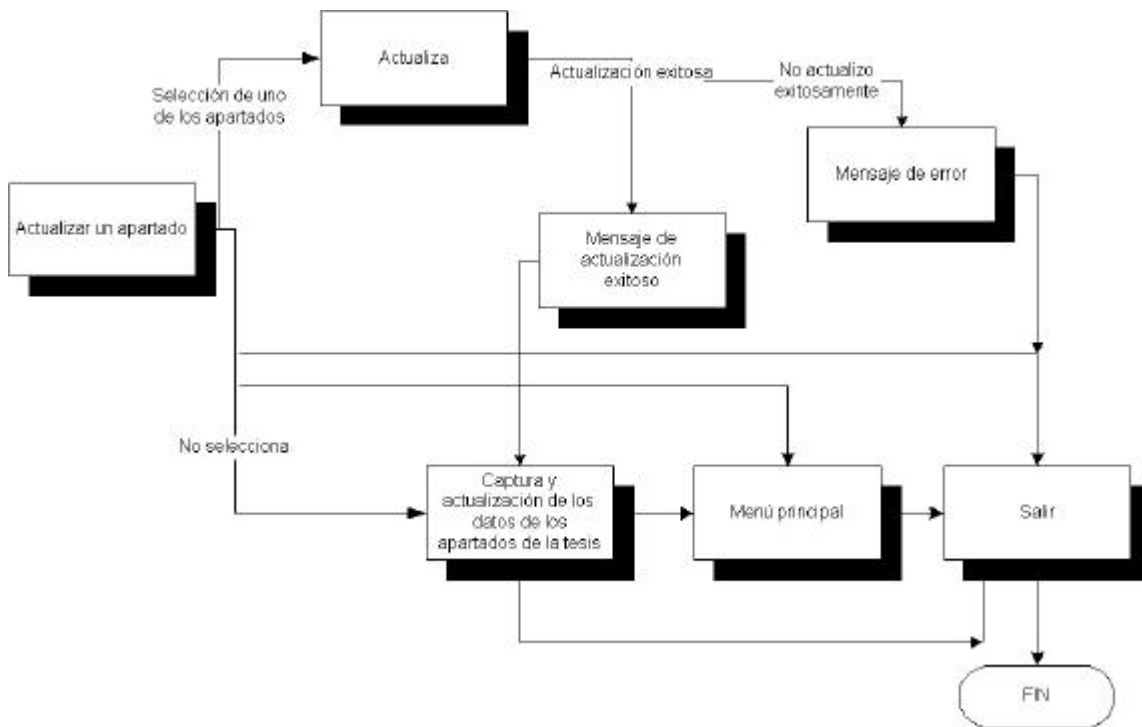 Actualiza
Actualización exitosa
No actualizo
exitosamente
Selección de uno
de los apartados
Mensaje de error
Actualizar un apartado
Mensaje de
actualización
exitoso
No selecciona
Captura y
actualización de los
datos de los
apartados de la tesis
Menú principal
Salir
FIN